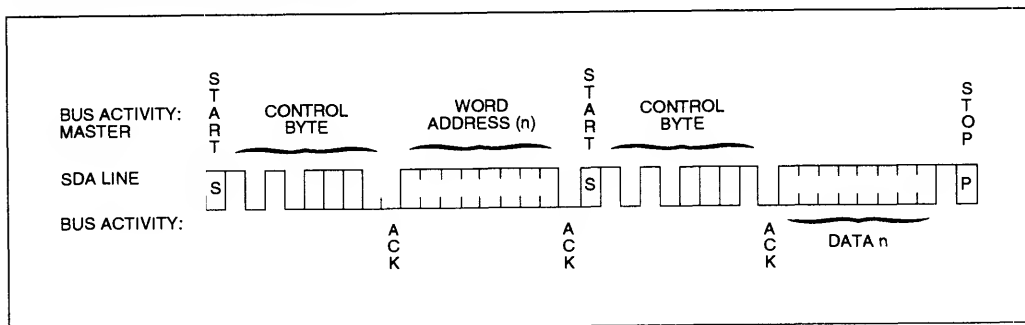 START
START
STOP
BUS ACTIVITY:
MASTER
CONTROL
BYTE
WORD
ADDRESS (n)
CONTROL
BYTE
SDA LINE
S
S
P
BUS ACTIVITY:
ACK
ACK
ACK
DATA n